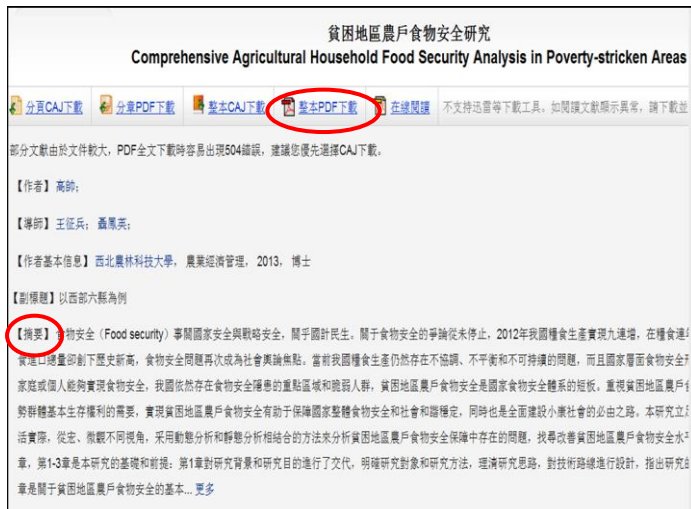 貧困地區農戶食物安全研究
Comprehensive Agricultural Household Food Security Analysis in Poverty-stricken Areas
分頁CAJ下載 分章PDF下載 整本CAJ下載 整本PDF下載 在線閱讀 不支持迅雷等下載工具。如閱讀文獻顯示異常，請下載並
部分文獻由於文件較大，PDF全文下載時容易出現504錯誤，建議您優先選擇CAJ下載。
【作者】 高帥；
【導師】 王征兵； 聶鳳英；
【作者基本信息】 西北農林科技大學， 農業經濟管理， 2013， 博士
【副標題】以西部六縣為例
【摘要】 食物安全（Food security）事關國家安全與戰略安全，關乎國計民生。關于食物安全的爭論從未停止，2012年我國糧食生產實現九連增，在糧食連
食進口總量卻創下歷史新高，食物安全問題再次成為社會輿論焦點。當前我國糧食生產仍然存在不協調、不平衡和不可持續的問題，而且國家層面食物安全
家庭或個人能夠實現食物安全，我國依然存在食物安全隱患的重點區域和脆弱人群，貧困地區農戶食物安全是國家食物安全體系的短板，重視貧困地區農戶
勢群體基本生存權利的需要，實現貧困地區農戶食物安全有助于保障國家整體食物安全和社會和諧穩定，同時也是全面建設小康社會的必由之路。本研究立
活實際，從宏、微觀不同視角，采用動態分析和靜態分析相結合的方法來分析貧困地區農戶食物安全保障中存在的問題，找尋改善貧困地區農戶食物安全水
章，第1-3章是本研究的基礎和前提：第1章對研究背景和研究目的進行了交代，明確研究對象和研究方法，理清研究思路，對技術路線進行設計，指出研究
章是關于貧困地區農戶食物安全的基本... 更多